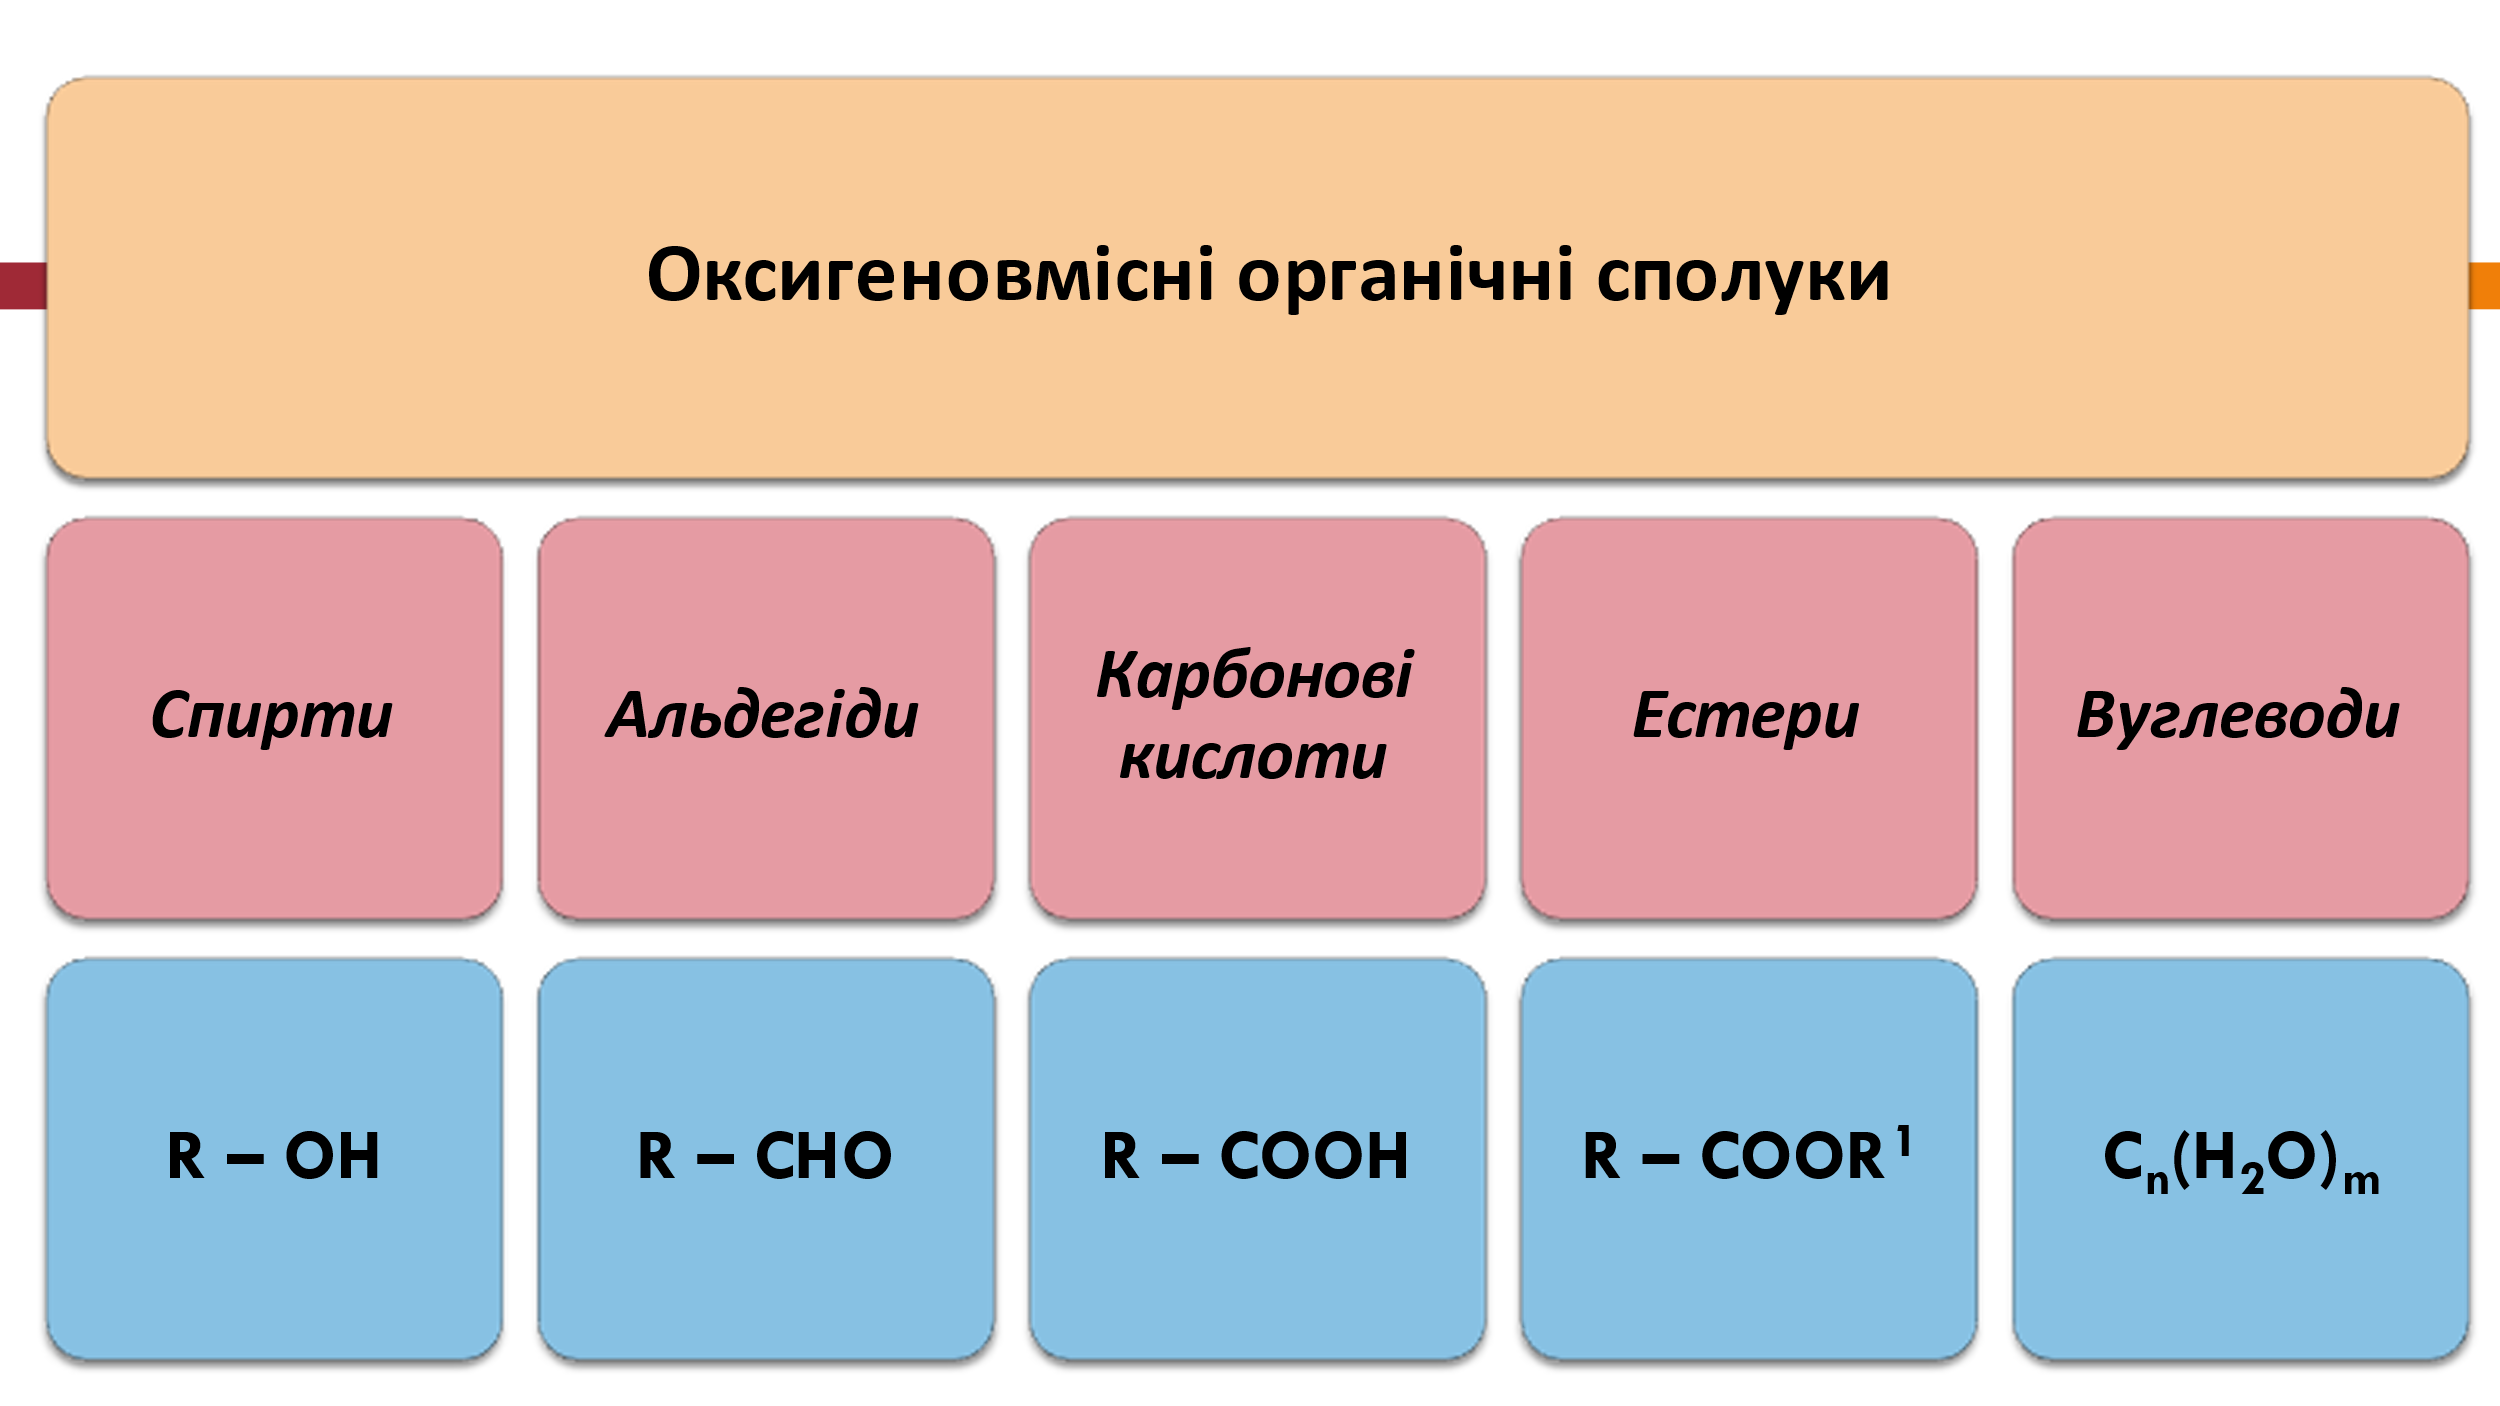 Оксигеновмісні органічні сполуки
Спирти
Альдегіди
Карбонові
кислоти
Естери
Вуглеводи
R – OH
R – CHO
R – COOH
R – COOR¹
Cₙ(H₂O)ₘ